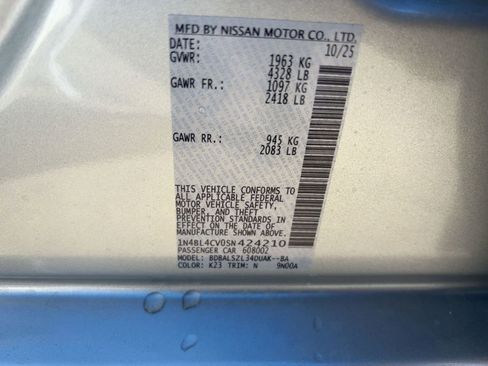 MFD BY NISSAN MOTOR CO., LTD.
DATE: 10/25
GVWR: 1963 KG
4328 LB
GAWR FR.: 1097 KG
2418 LB
GAWR RR.: 945 KG
2083 LB
THIS VEHICLE CONFORMS TO
ALL APPLICABLE FEDERAL
MOTOR VEHICLE SAFETY,
BUMPER, AND THEFT
PREVENTION STANDARDS
IN EFFECT ON THE DATE OF
MANUFACTURE SHOWN ABOVE.
1N4BL4CV0SN424210
PASSENGER CAR 608002
MODEL: BDBALSZL34DUAK--BA
COLOR: K23 TRIM: N 9N00A